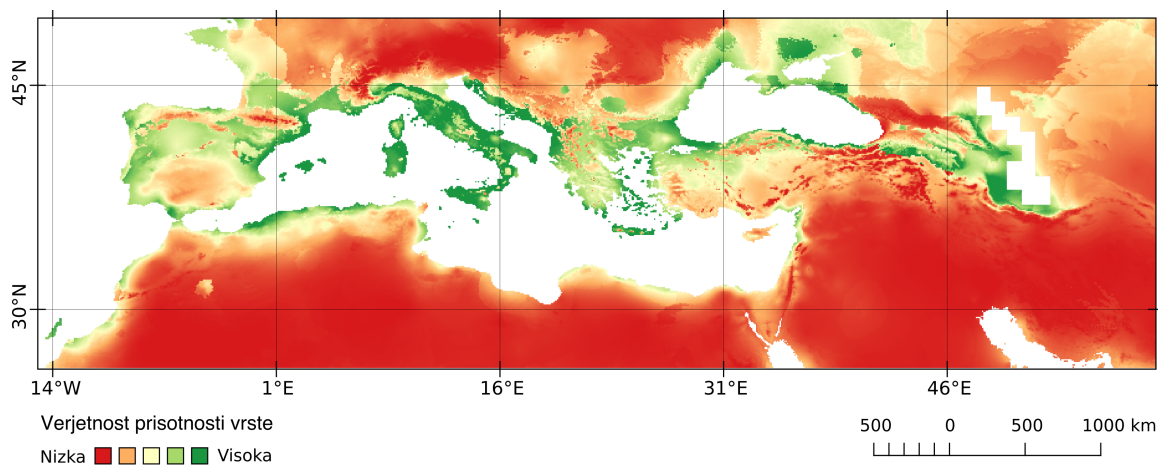 45°N
30°N
14°W 1°E 16°E 31°E 46°E
Verjetnost prisotnosti vrste
Nizka Visoka
500 0 500 1000 km